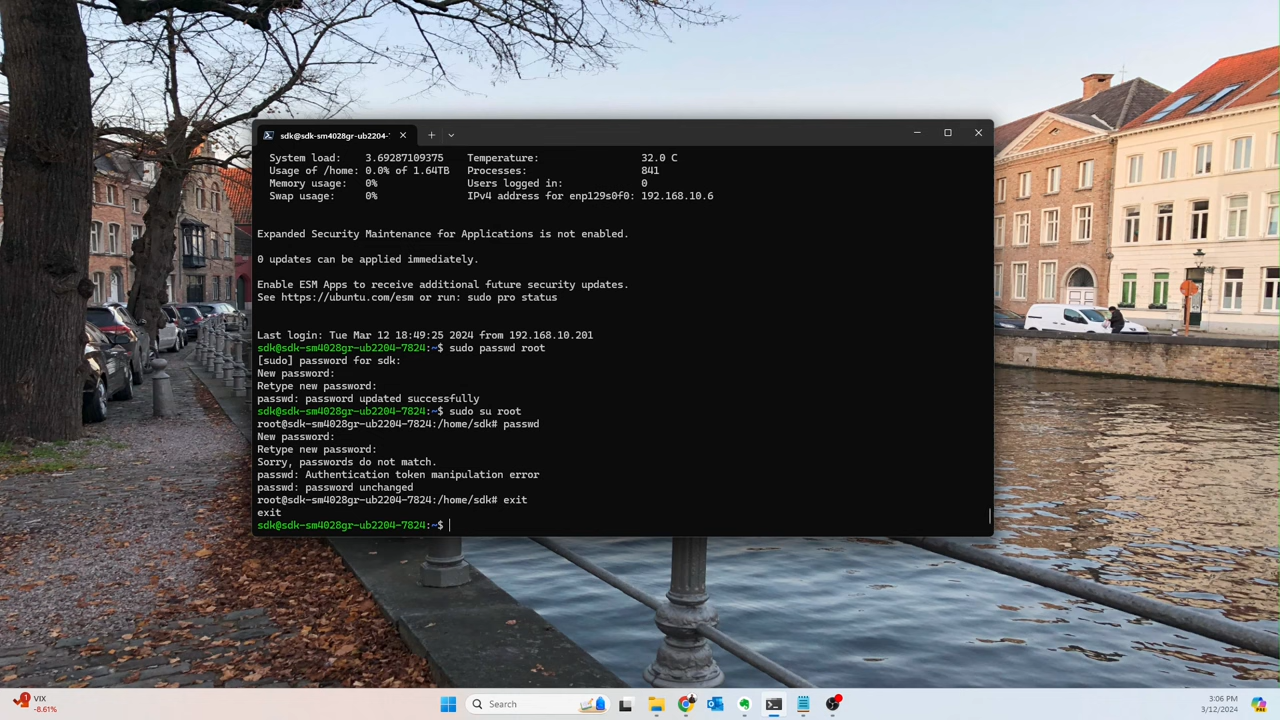 sdk@sdk-sm4028gr-ub2204-
System load: 3.69287109375 Temperature: 32.0 C
Usage of /home: 0.0% of 1.64TB Processes: 841
Memory usage: 0% Users logged in: 0
Swap usage: 0% IPv4 address for enp129s0f0: 192.168.10.6
Expanded Security Maintenance for Applications is not enabled.
0 updates can be applied immediately.
Enable ESM Apps to receive additional future security updates.
See https://ubuntu.com/esm or run: sudo pro status
Last login: Tue Mar 12 18:49:25 2024 from 192.168.10.201
sdk@sdk-sm4028gr-ub2204-7824:~$ sudo passwd root
[sudo] password for sdk:
New password:
Retype new password:
passwd: password updated successfully
sdk@sdk-sm4028gr-ub2204-7824:~$ sudo su root
root@sdk-sm4028gr-ub2204-7824:/home/sdk# passwd
New password:
Retype new password:
Sorry, passwords do not match.
passwd: Authentication token manipulation error
passwd: password unchanged
root@sdk-sm4028gr-ub2204-7824:/home/sdk# exit
exit
sdk@sdk-sm4028gr-ub2204-7824:~$
1
VIX
-8.61%
Search
3:06 PM
3/12/2024